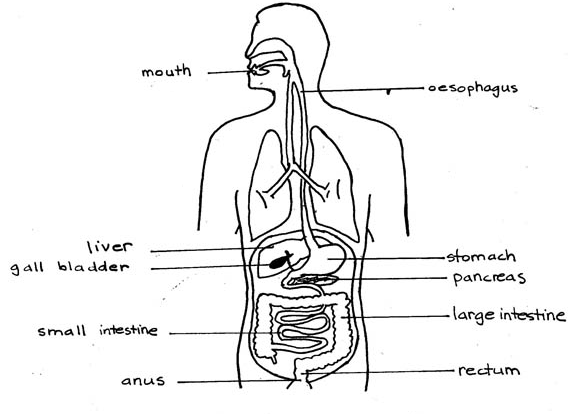 mouth
oesophagus
liver
gall bladder
stomach
pancreas
large intestine
small intestine
rectum
anus